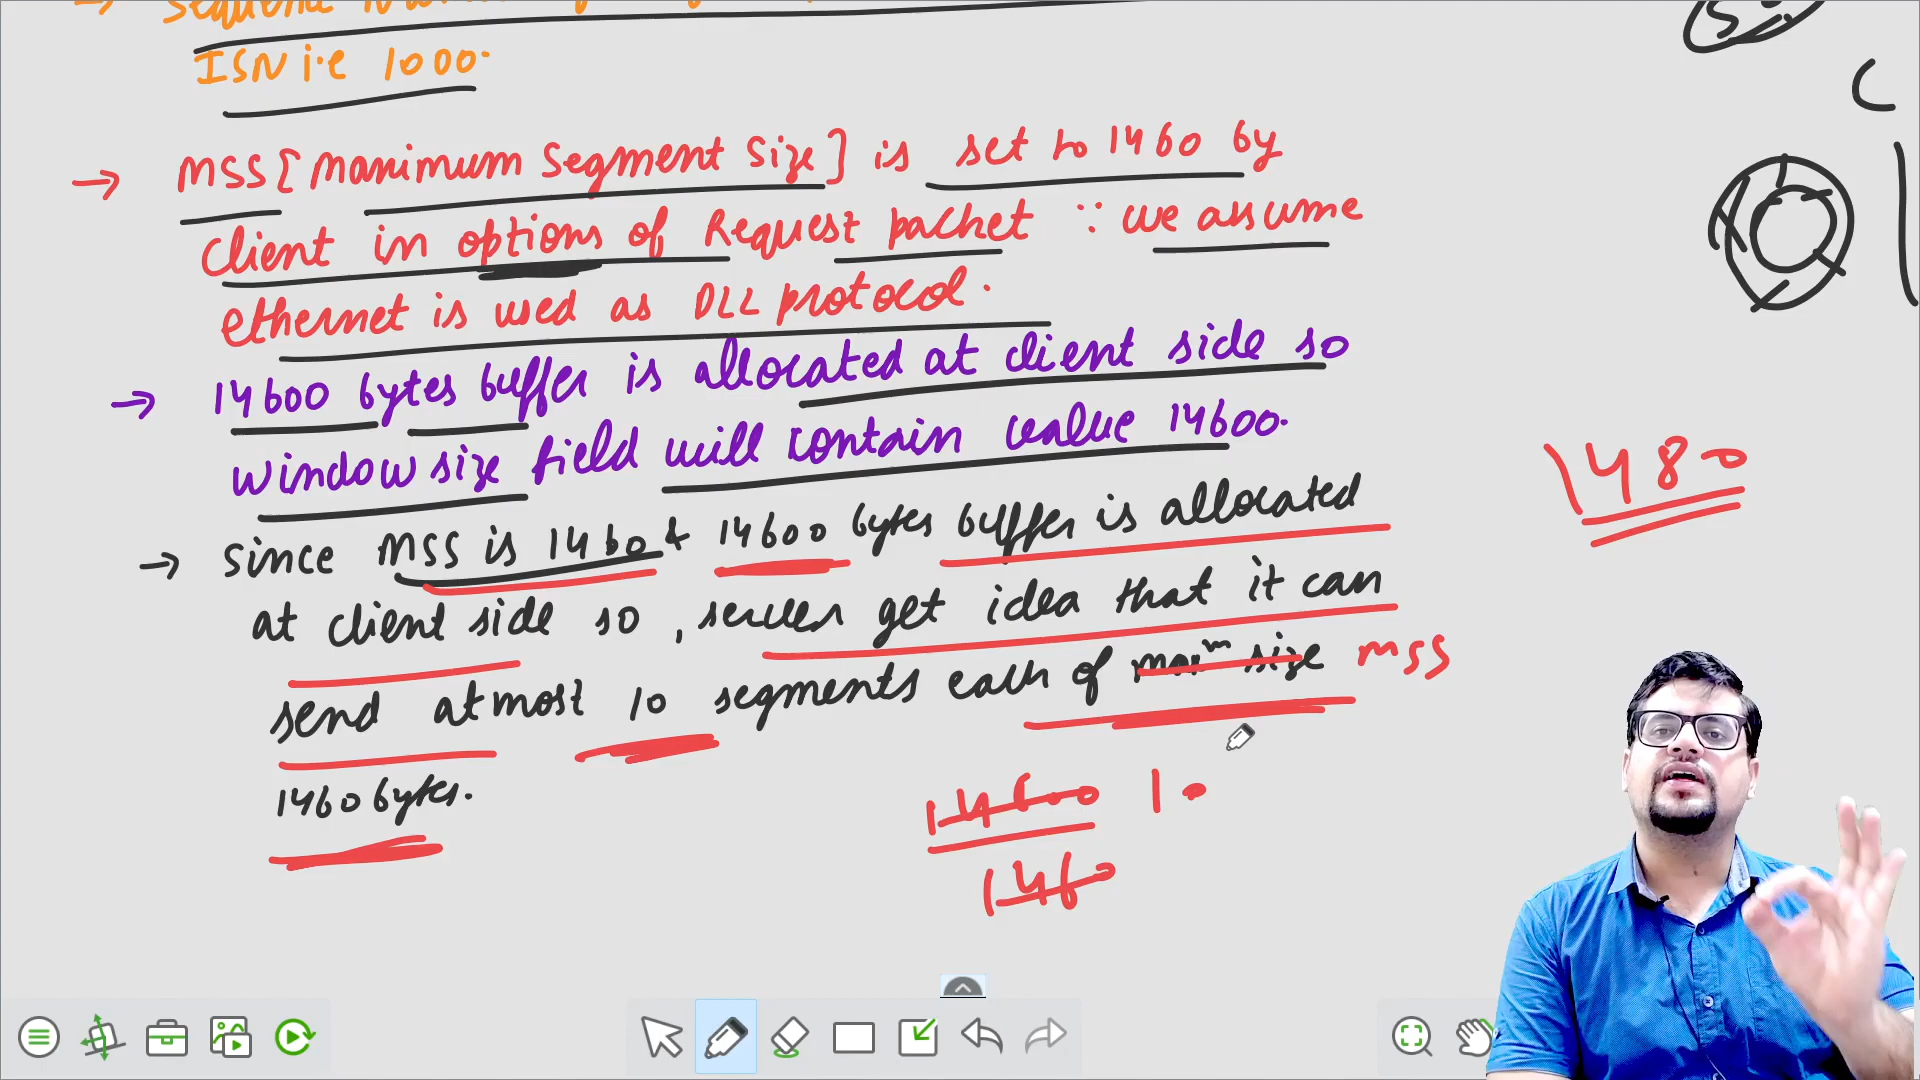 ISN i.e 1000.
→ MSS [Maximum Segment Size] is set to 1460 by
client in options of Request packet ∵ we assume
ethernet is used as DLL protocol.
→ 14600 bytes buffer is allocated at client side so
window size field will contain value 14600.
→ Since MSS is 1460 & 14600 bytes buffer is allocated
at client side so, server get idea that it can
send atmost 10 segments each of maxm size MSS
1460 bytes.
1480
14600 10
1460